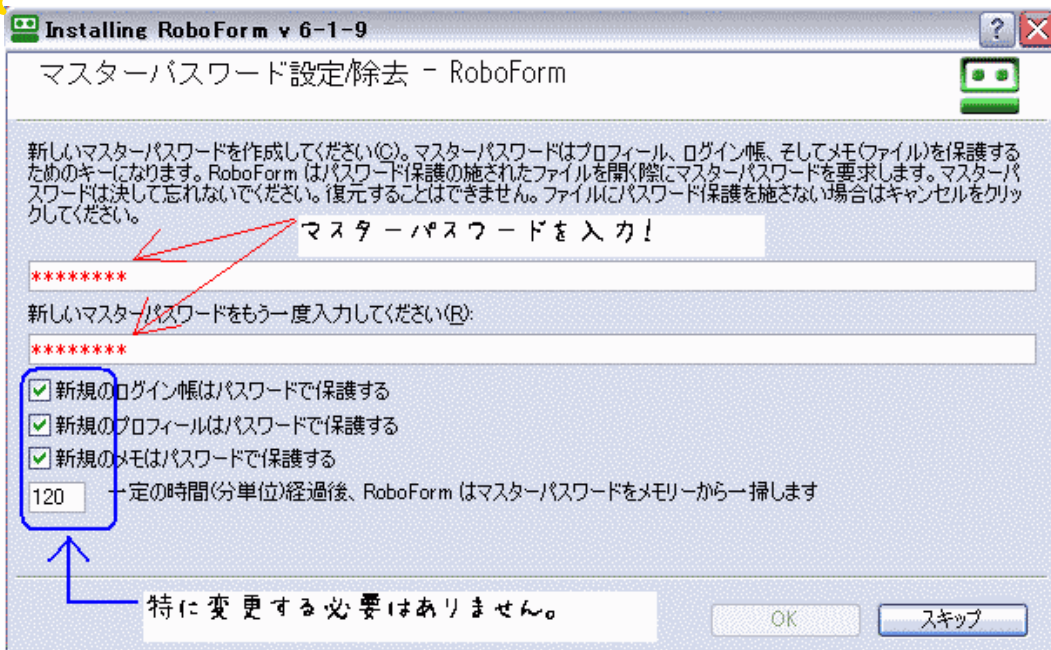 Installing RoboForm v 6-1-9
マスターパスワード設定/除去 - RoboForm
新しいマスターパスワードを作成してください(C)。マスターパスワードはプロフィール、ログイン帳、そしてメモ(ファイル)を保護する
ためのキーになります。RoboForm はパスワード保護の施されたファイルを開く際にマスターパスワードを要求します。マスターパ
スワードは決して忘れないでください。復元することはできません。ファイルにパスワード保護を施さない場合はキャンセルをクリッ
クしてください。
マスターパスワードを入力!
********
新しいマスターパスワードをもう一度入力してください(R):
********
新規のログイン帳はパスワードで保護する
新規のプロフィールはパスワードで保護する
新規のメモはパスワードで保護する
120 一定の時間(分単位)経過後、RoboForm はマスターパスワードをメモリーから一掃します
特に変更する必要はありません。
OK スキップ